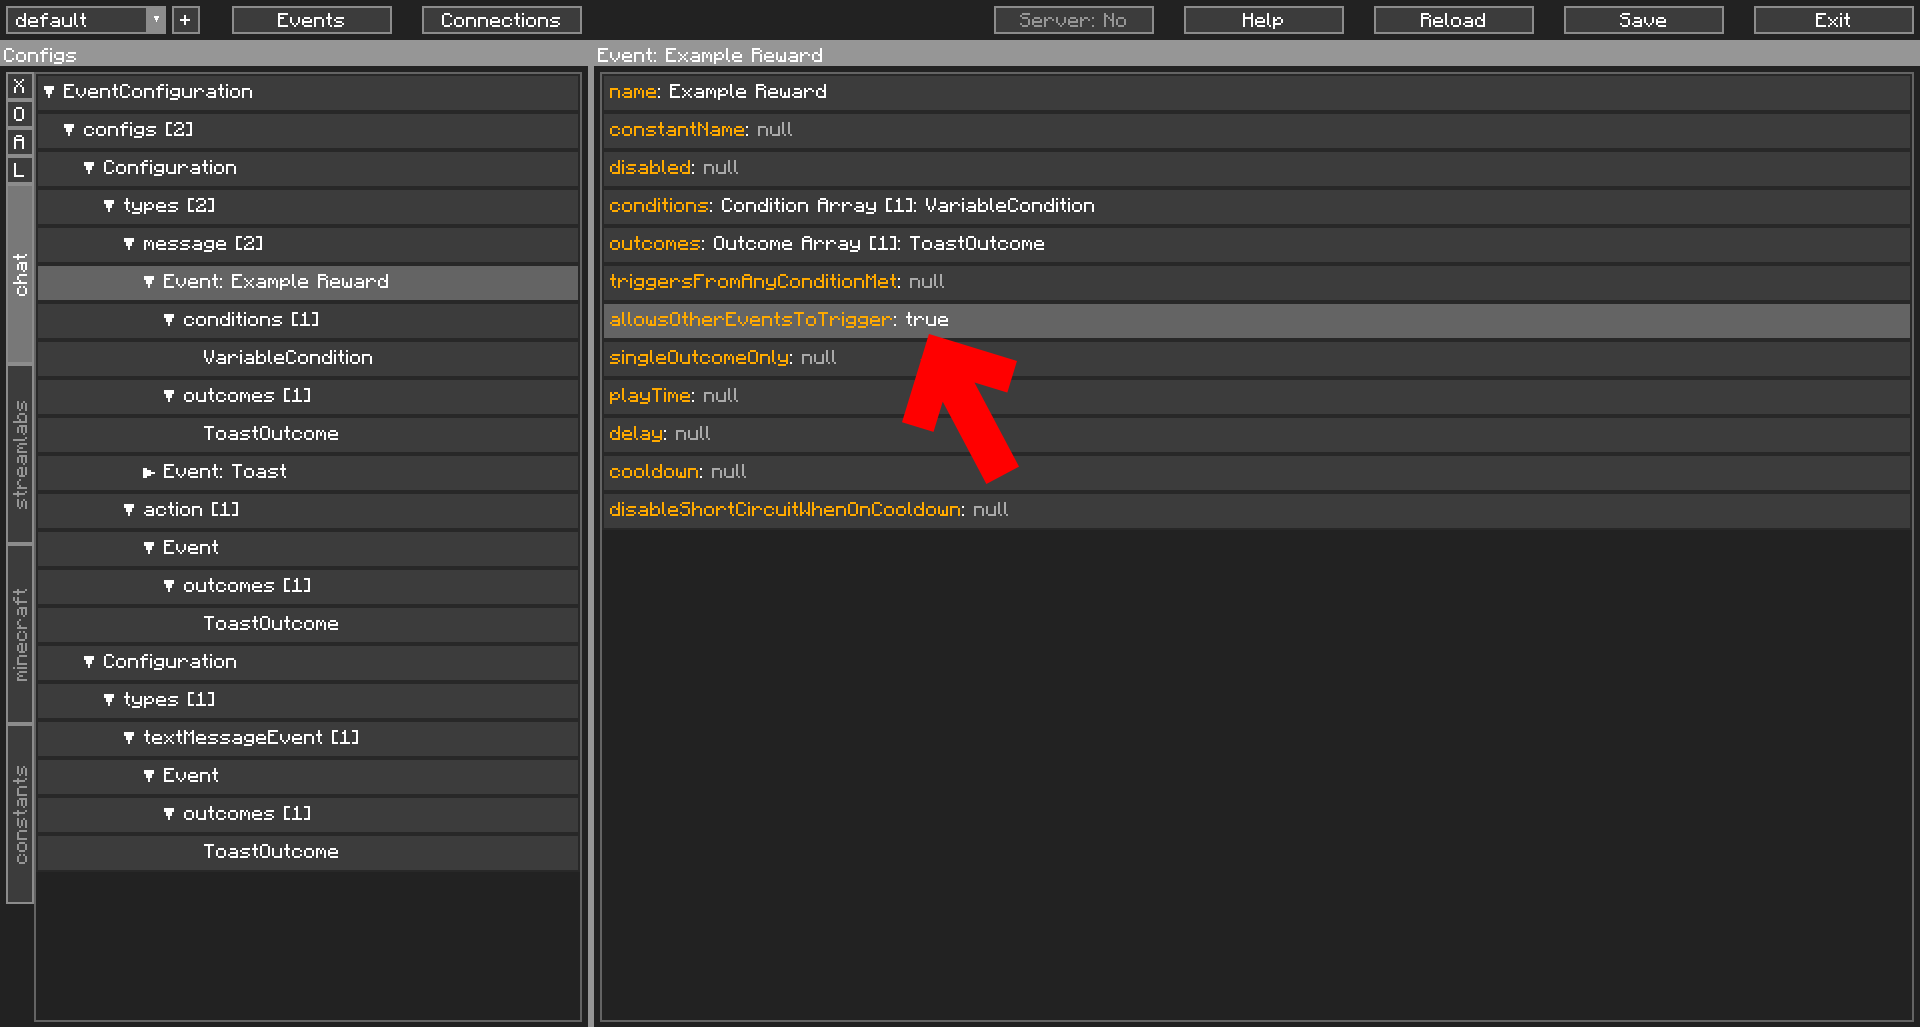 default ▼ + Events Connections Server: No Help Reload Save Exit
Configs
Event: Example Reward
X
O
A
L
chat
streamlabs
minecraft
constants
▼ EventConfiguration
▼ configs [2]
▼ Configuration
▼ types [2]
▼ message [2]
▼ Event: Example Reward
▼ conditions [1]
VariableCondition
▼ outcomes [1]
ToastOutcome
► Event: Toast
▼ action [1]
▼ Event
▼ outcomes [1]
ToastOutcome
▼ Configuration
▼ types [1]
▼ textMessageEvent [1]
▼ Event
▼ outcomes [1]
ToastOutcome
name: Example Reward
constantName: null
disabled: null
conditions: Condition Array [1]: VariableCondition
outcomes: Outcome Array [1]: ToastOutcome
triggersFromAnyConditionMet: null
allowsOtherEventsToTrigger: true
singleOutcomeOnly: null
playTime: null
delay: null
cooldown: null
disableShortCircuitWhenOnCooldown: null